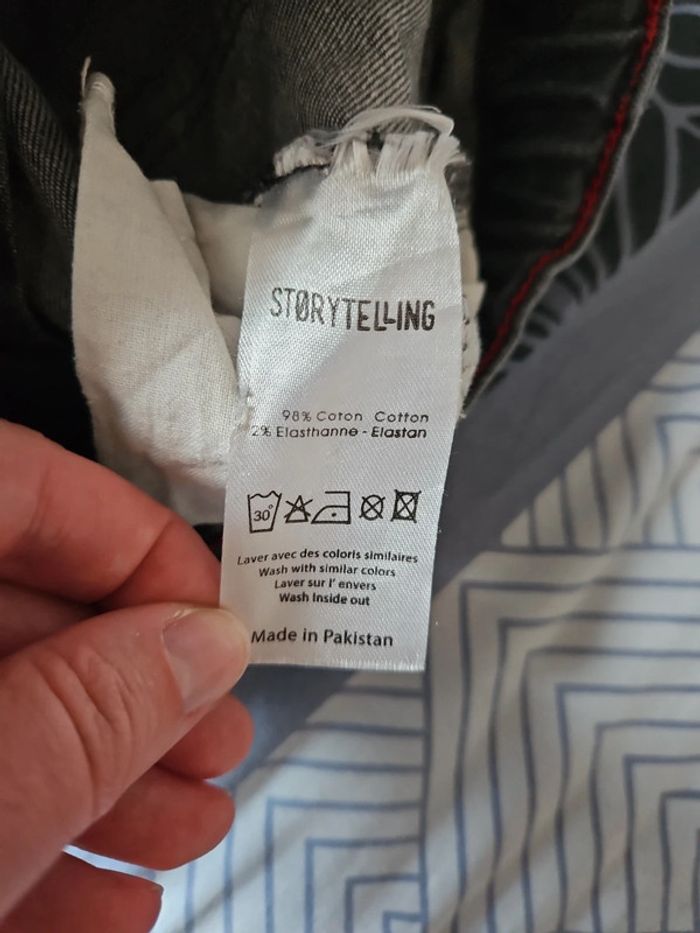 STØRYTELLING
98% Coton Cotton
2% Elasthanne - Elastan
30°
Laver avec des coloris similaires
Wash with similar colors
Laver sur l' envers
Wash Inside out
Made in Pakistan